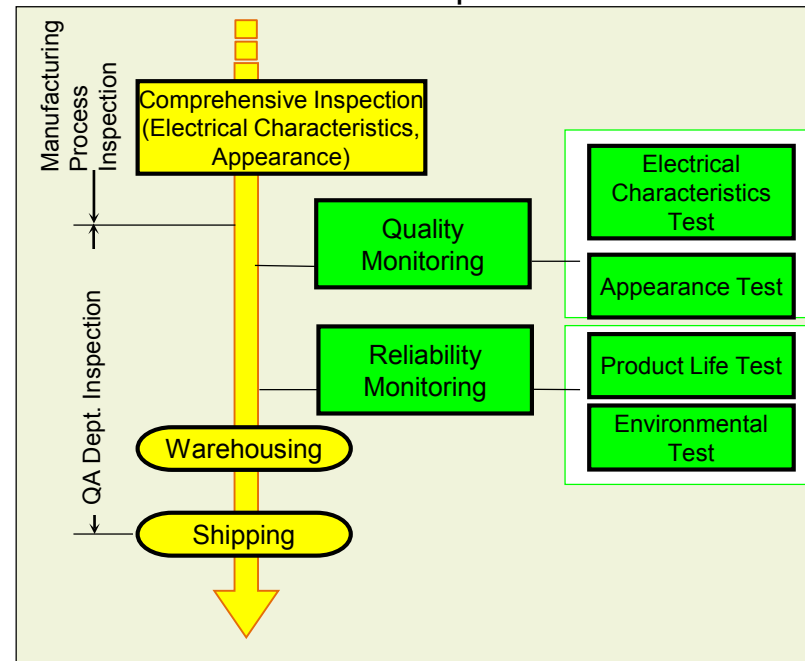 Manufacturing
Process
Inspection
Comprehensive Inspection
(Electrical Characteristics,
Appearance)
Quality
Monitoring
Electrical
Characteristics
Test
Appearance Test
QA Dept. Inspection
Reliability
Monitoring
Product Life Test
Environmental
Test
Warehousing
Shipping